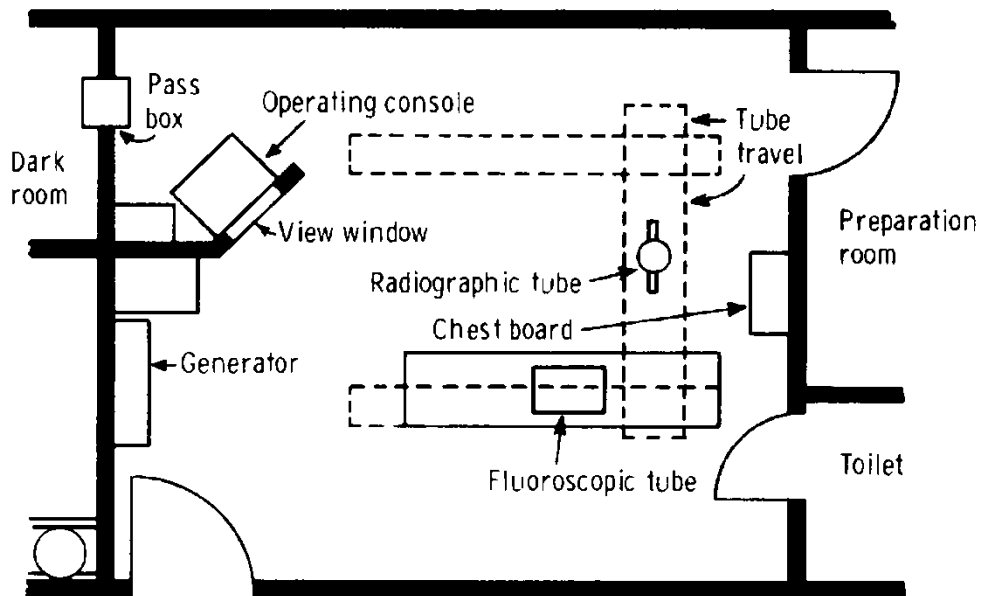 Pass
box
Operating console
Tube
travel
Dark
room
View window
Preparation
room
Radiographic tube
Chest board
Generator
Fluoroscopic tube
Toilet